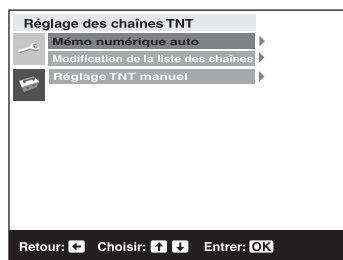 Réglage des chaînes TNT
Mémo numérique auto
Modification de la liste des chaînes
Réglage TNT manuel
Retour: ← Choisir: ↑ ↓ Entrer: OK